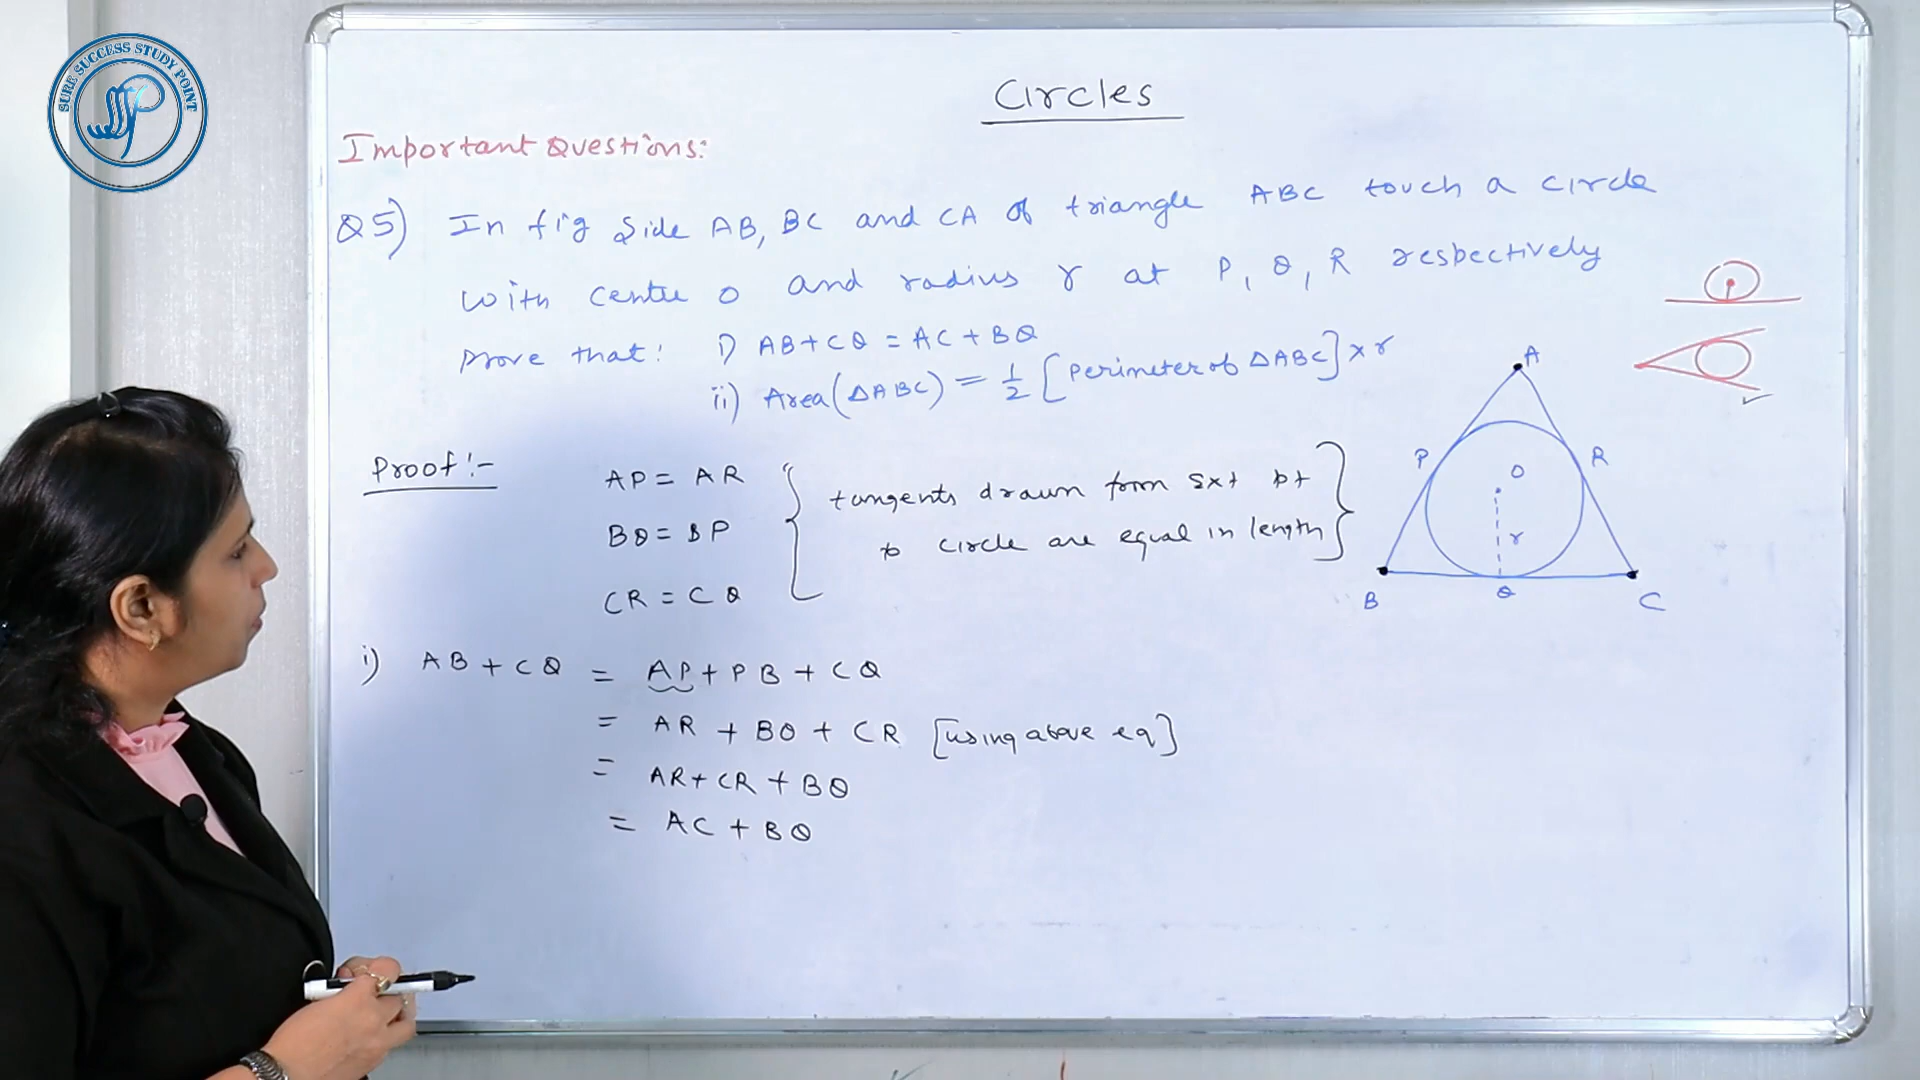 SURE SUCCESS STUDY POINT
SSSP
Circles
Important Questions:
Q5) In fig Side AB, BC and CA of triangle ABC touch a circle
with centre O and radius r at P, Q, R respectively
prove that: i) AB+CQ = AC+BQ
ii) Area(△ABC) = 1/2 [perimeter of △ABC] × r
Proof:-
AP = AR
BQ = BP
CR = CQ
tangents drawn from ext pt
to circle are equal in length
A
P
R
O
r
B
Q
C
i) AB + CQ = AP + PB + CQ
= AR + BQ + CR [using above eq]
= AR + CR + BQ
= AC + BQ